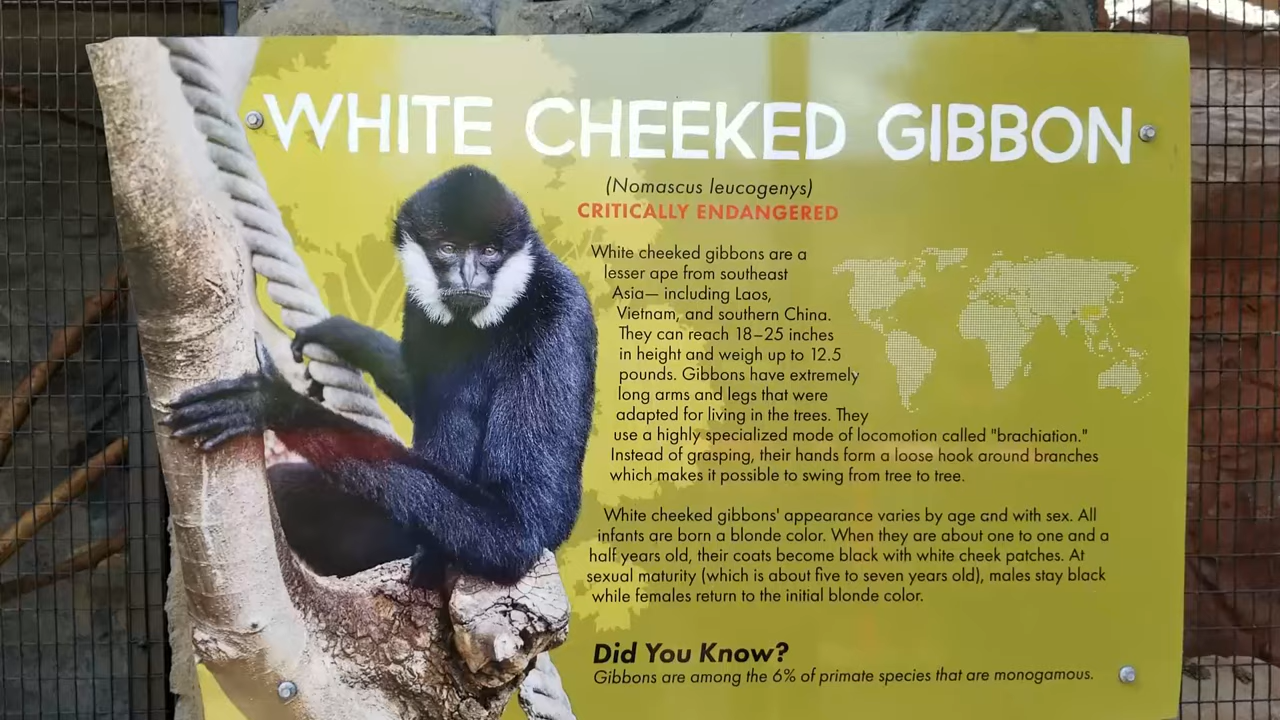 WHITE CHEEKED GIBBON
(Nomascus leucogenys)
CRITICALLY ENDANGERED
White cheeked gibbons are a
lesser ape from southeast
Asia— including Laos,
Vietnam, and southern China.
They can reach 18–25 inches
in height and weigh up to 12.5
pounds. Gibbons have extremely
long arms and legs that were
adapted for living in the trees. They
use a highly specialized mode of locomotion called "brachiation."
Instead of grasping, their hands form a loose hook around branches
which makes it possible to swing from tree to tree.
White cheeked gibbons' appearance varies by age and with sex. All
infants are born a blonde color. When they are about one to one and a
half years old, their coats become black with white cheek patches. At
sexual maturity (which is about five to seven years old), males stay black
while females return to the initial blonde color.
Did You Know?
Gibbons are among the 6% of primate species that are monogamous.